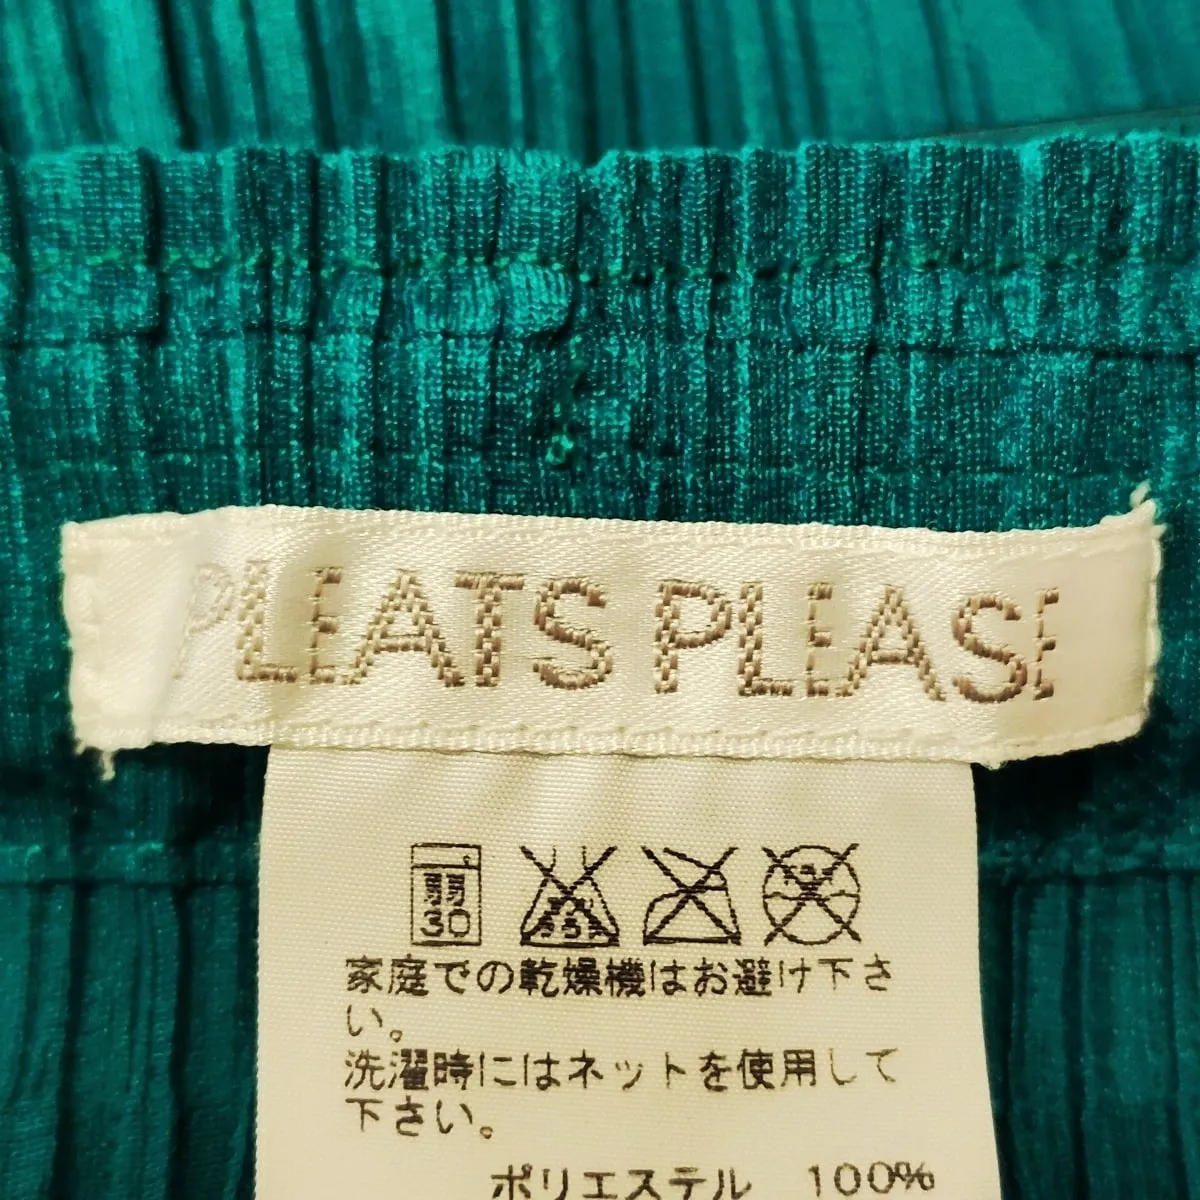 PLEATS PLEASE
30
家庭での乾燥機はお避け下さ
い。
洗濯時にはネットを使用して
下さい。
ポリエステル 100%